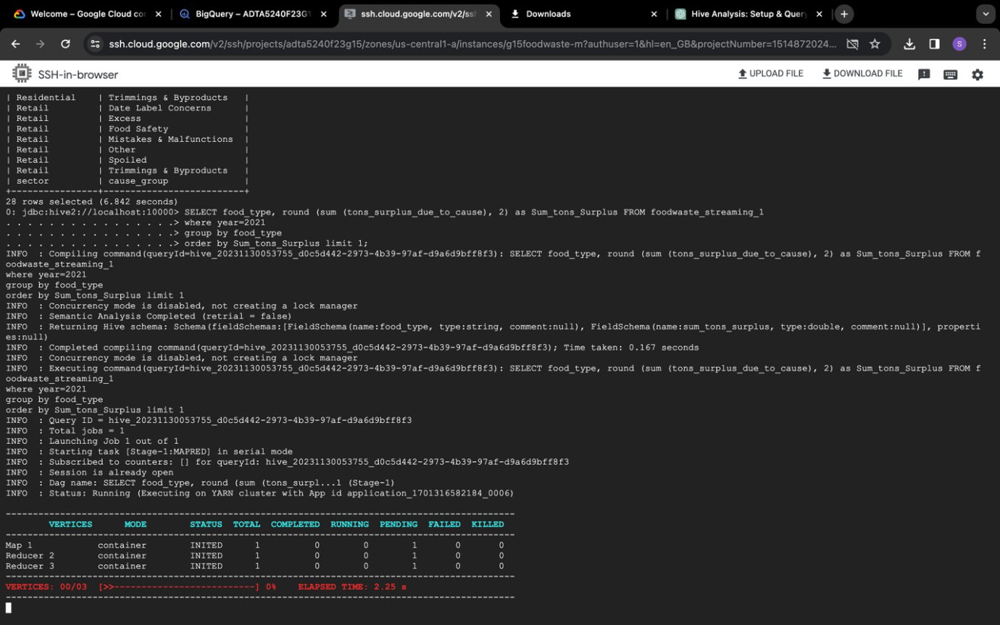 Welcome – Google Cloud co
BigQuery – ADTA5240F23G1
ssh.cloud.google.com/v2/ssh
Downloads
Hive Analysis: Setup & Query
ssh.cloud.google.com/v2/ssh/projects/adta5240f23g15/zones/us-central1-a/instances/g15foodwaste-m?authuser=1&hl=en_GB&projectNumber=1514872024...
S
SSH-in-browser
UPLOAD FILE
DOWNLOAD FILE
| Residential | Trimmings & Byproducts |
| Retail | Date Label Concerns |
| Retail | Excess |
| Retail | Food Safety |
| Retail | Mistakes & Malfunctions |
| Retail | Other |
| Retail | Spoiled |
| Retail | Trimmings & Byproducts |
| sector | cause_group |
+----------------+--------------------------+
28 rows selected (6.842 seconds)
0: jdbc:hive2://localhost:10000> SELECT food_type, round (sum (tons_surplus_due_to_cause), 2) as Sum_tons_Surplus FROM foodwaste_streaming_1
. . . . . . . . . . . . . . . .> where year=2021
. . . . . . . . . . . . . . . .> group by food_type
. . . . . . . . . . . . . . . .> order by Sum_tons_Surplus limit 1;
INFO : Compiling command(queryId=hive_20231130053755_d0c5d442-2973-4b39-97af-d9a6d9bff8f3): SELECT food_type, round (sum (tons_surplus_due_to_cause), 2) as Sum_tons_Surplus FROM f
oodwaste_streaming_1
where year=2021
group by food_type
order by Sum_tons_Surplus limit 1
INFO : Concurrency mode is disabled, not creating a lock manager
INFO : Semantic Analysis Completed (retrial = false)
INFO : Returning Hive schema: Schema(fieldSchemas:[FieldSchema(name:food_type, type:string, comment:null), FieldSchema(name:sum_tons_surplus, type:double, comment:null)], properti
es:null)
INFO : Completed compiling command(queryId=hive_20231130053755_d0c5d442-2973-4b39-97af-d9a6d9bff8f3); Time taken: 0.167 seconds
INFO : Concurrency mode is disabled, not creating a lock manager
INFO : Executing command(queryId=hive_20231130053755_d0c5d442-2973-4b39-97af-d9a6d9bff8f3): SELECT food_type, round (sum (tons_surplus_due_to_cause), 2) as Sum_tons_Surplus FROM f
oodwaste_streaming_1
where year=2021
group by food_type
order by Sum_tons_Surplus limit 1
INFO : Query ID = hive_20231130053755_d0c5d442-2973-4b39-97af-d9a6d9bff8f3
INFO : Total jobs = 1
INFO : Launching Job 1 out of 1
INFO : Starting task [Stage-1:MAPRED] in serial mode
INFO : Subscribed to counters: [] for queryId: hive_20231130053755_d0c5d442-2973-4b39-97af-d9a6d9bff8f3
INFO : Session is already open
INFO : Dag name: SELECT food_type, round (sum (tons_surpl...1 (Stage-1)
INFO : Status: Running (Executing on YARN cluster with App id application_1701316582184_0006)
----------------------------------------------------------------------------------------------
VERTICES MODE STATUS TOTAL COMPLETED RUNNING PENDING FAILED KILLED
----------------------------------------------------------------------------------------------
Map 1 container INITED 1 0 0 1 0 0
Reducer 2 container INITED 1 0 0 1 0 0
Reducer 3 container INITED 1 0 0 1 0 0
----------------------------------------------------------------------------------------------
VERTICES: 00/03 [>>--------------------------] 0% ELAPSED TIME: 2.25 s
----------------------------------------------------------------------------------------------